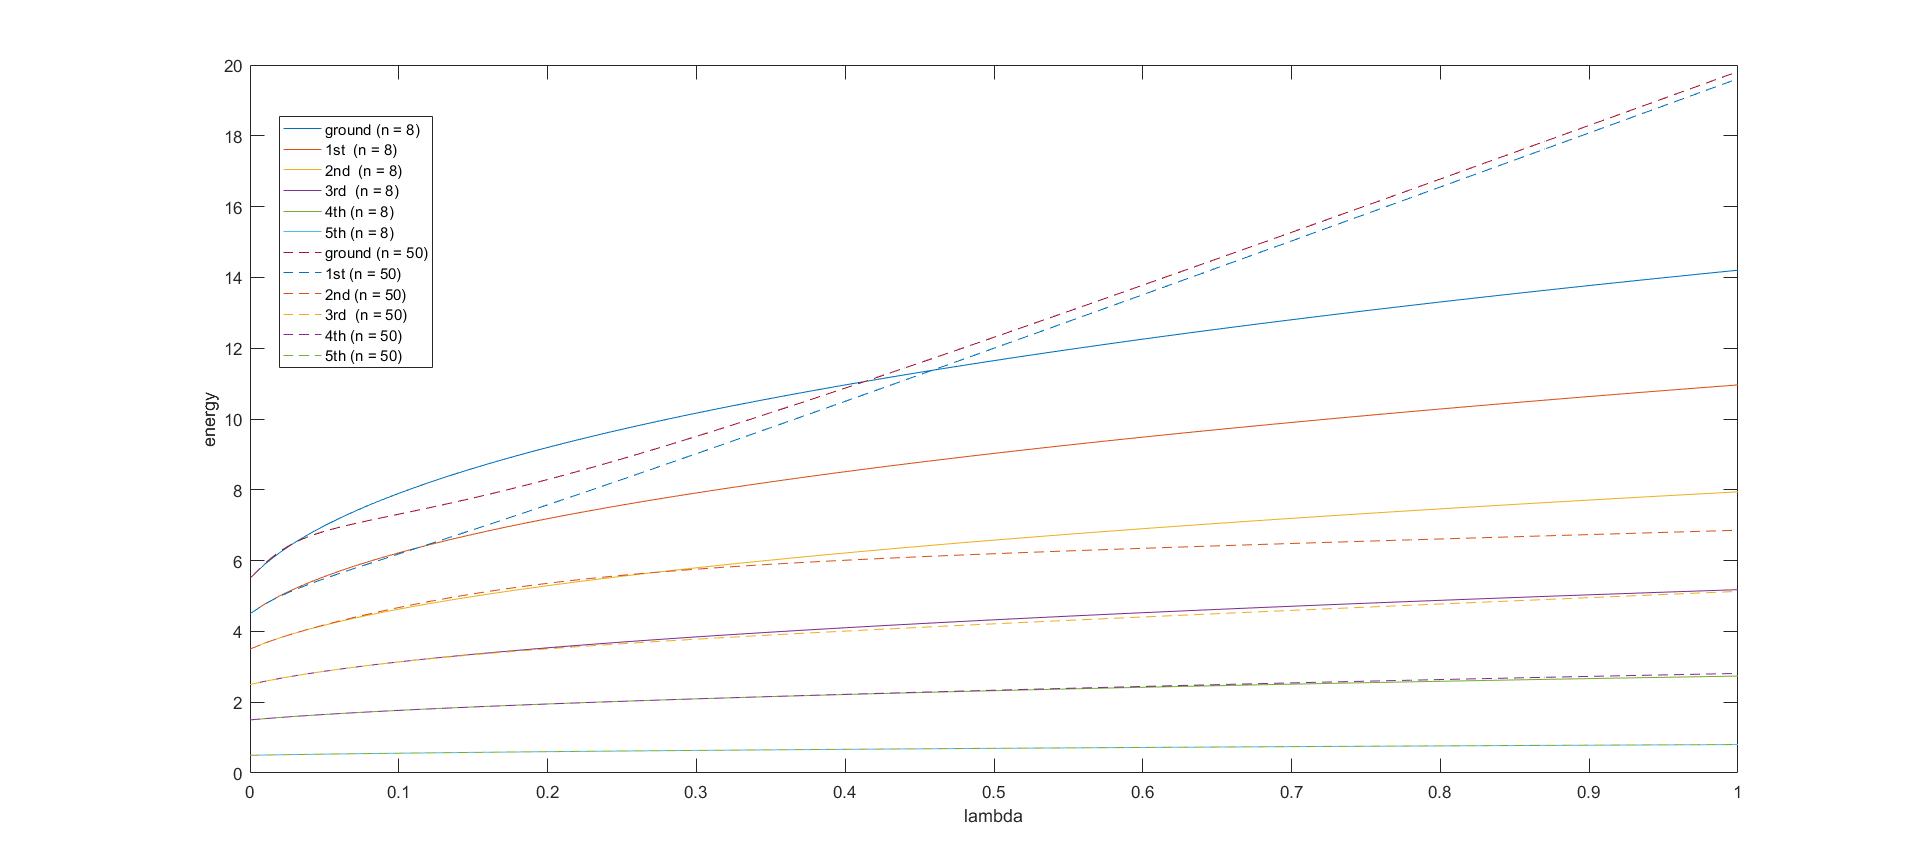 20
18
16
14
12
10
8
6
4
2
0
energy
ground (n = 8)
1st  (n = 8)
2nd  (n = 8)
3rd  (n = 8)
4th (n = 8)
5th (n = 8)
ground (n = 50)
1st (n = 50)
2nd (n = 50)
3rd  (n = 50)
4th (n = 50)
5th (n = 50)
0 0.1 0.2 0.3 0.4 0.5 0.6 0.7 0.8 0.9 1
lambda